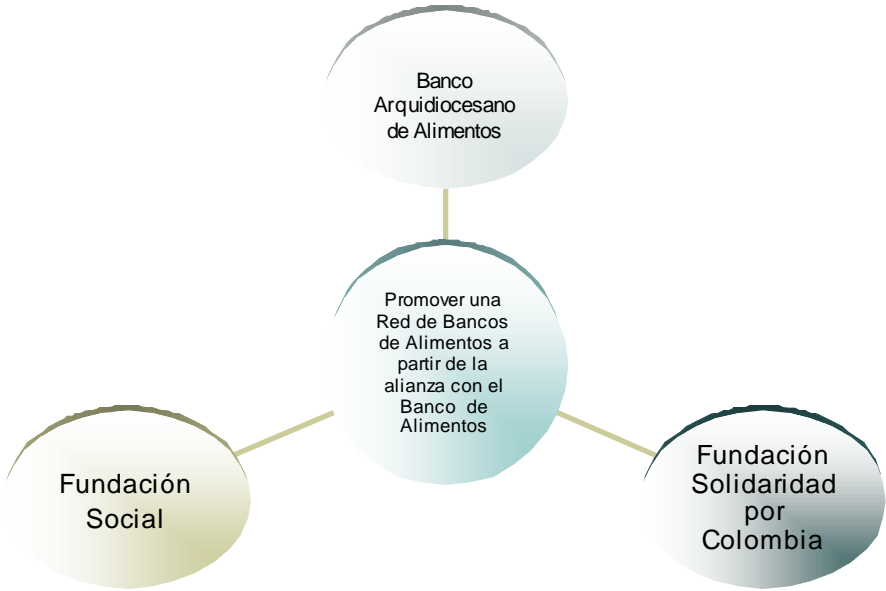 Banco
Arquidiocesano
de Alimentos
Promover una
Red de Bancos
de Alimentos a
partir de la
alianza con el
Banco de
Alimentos
Fundación
Social
Fundación
Solidaridad
por
Colombia